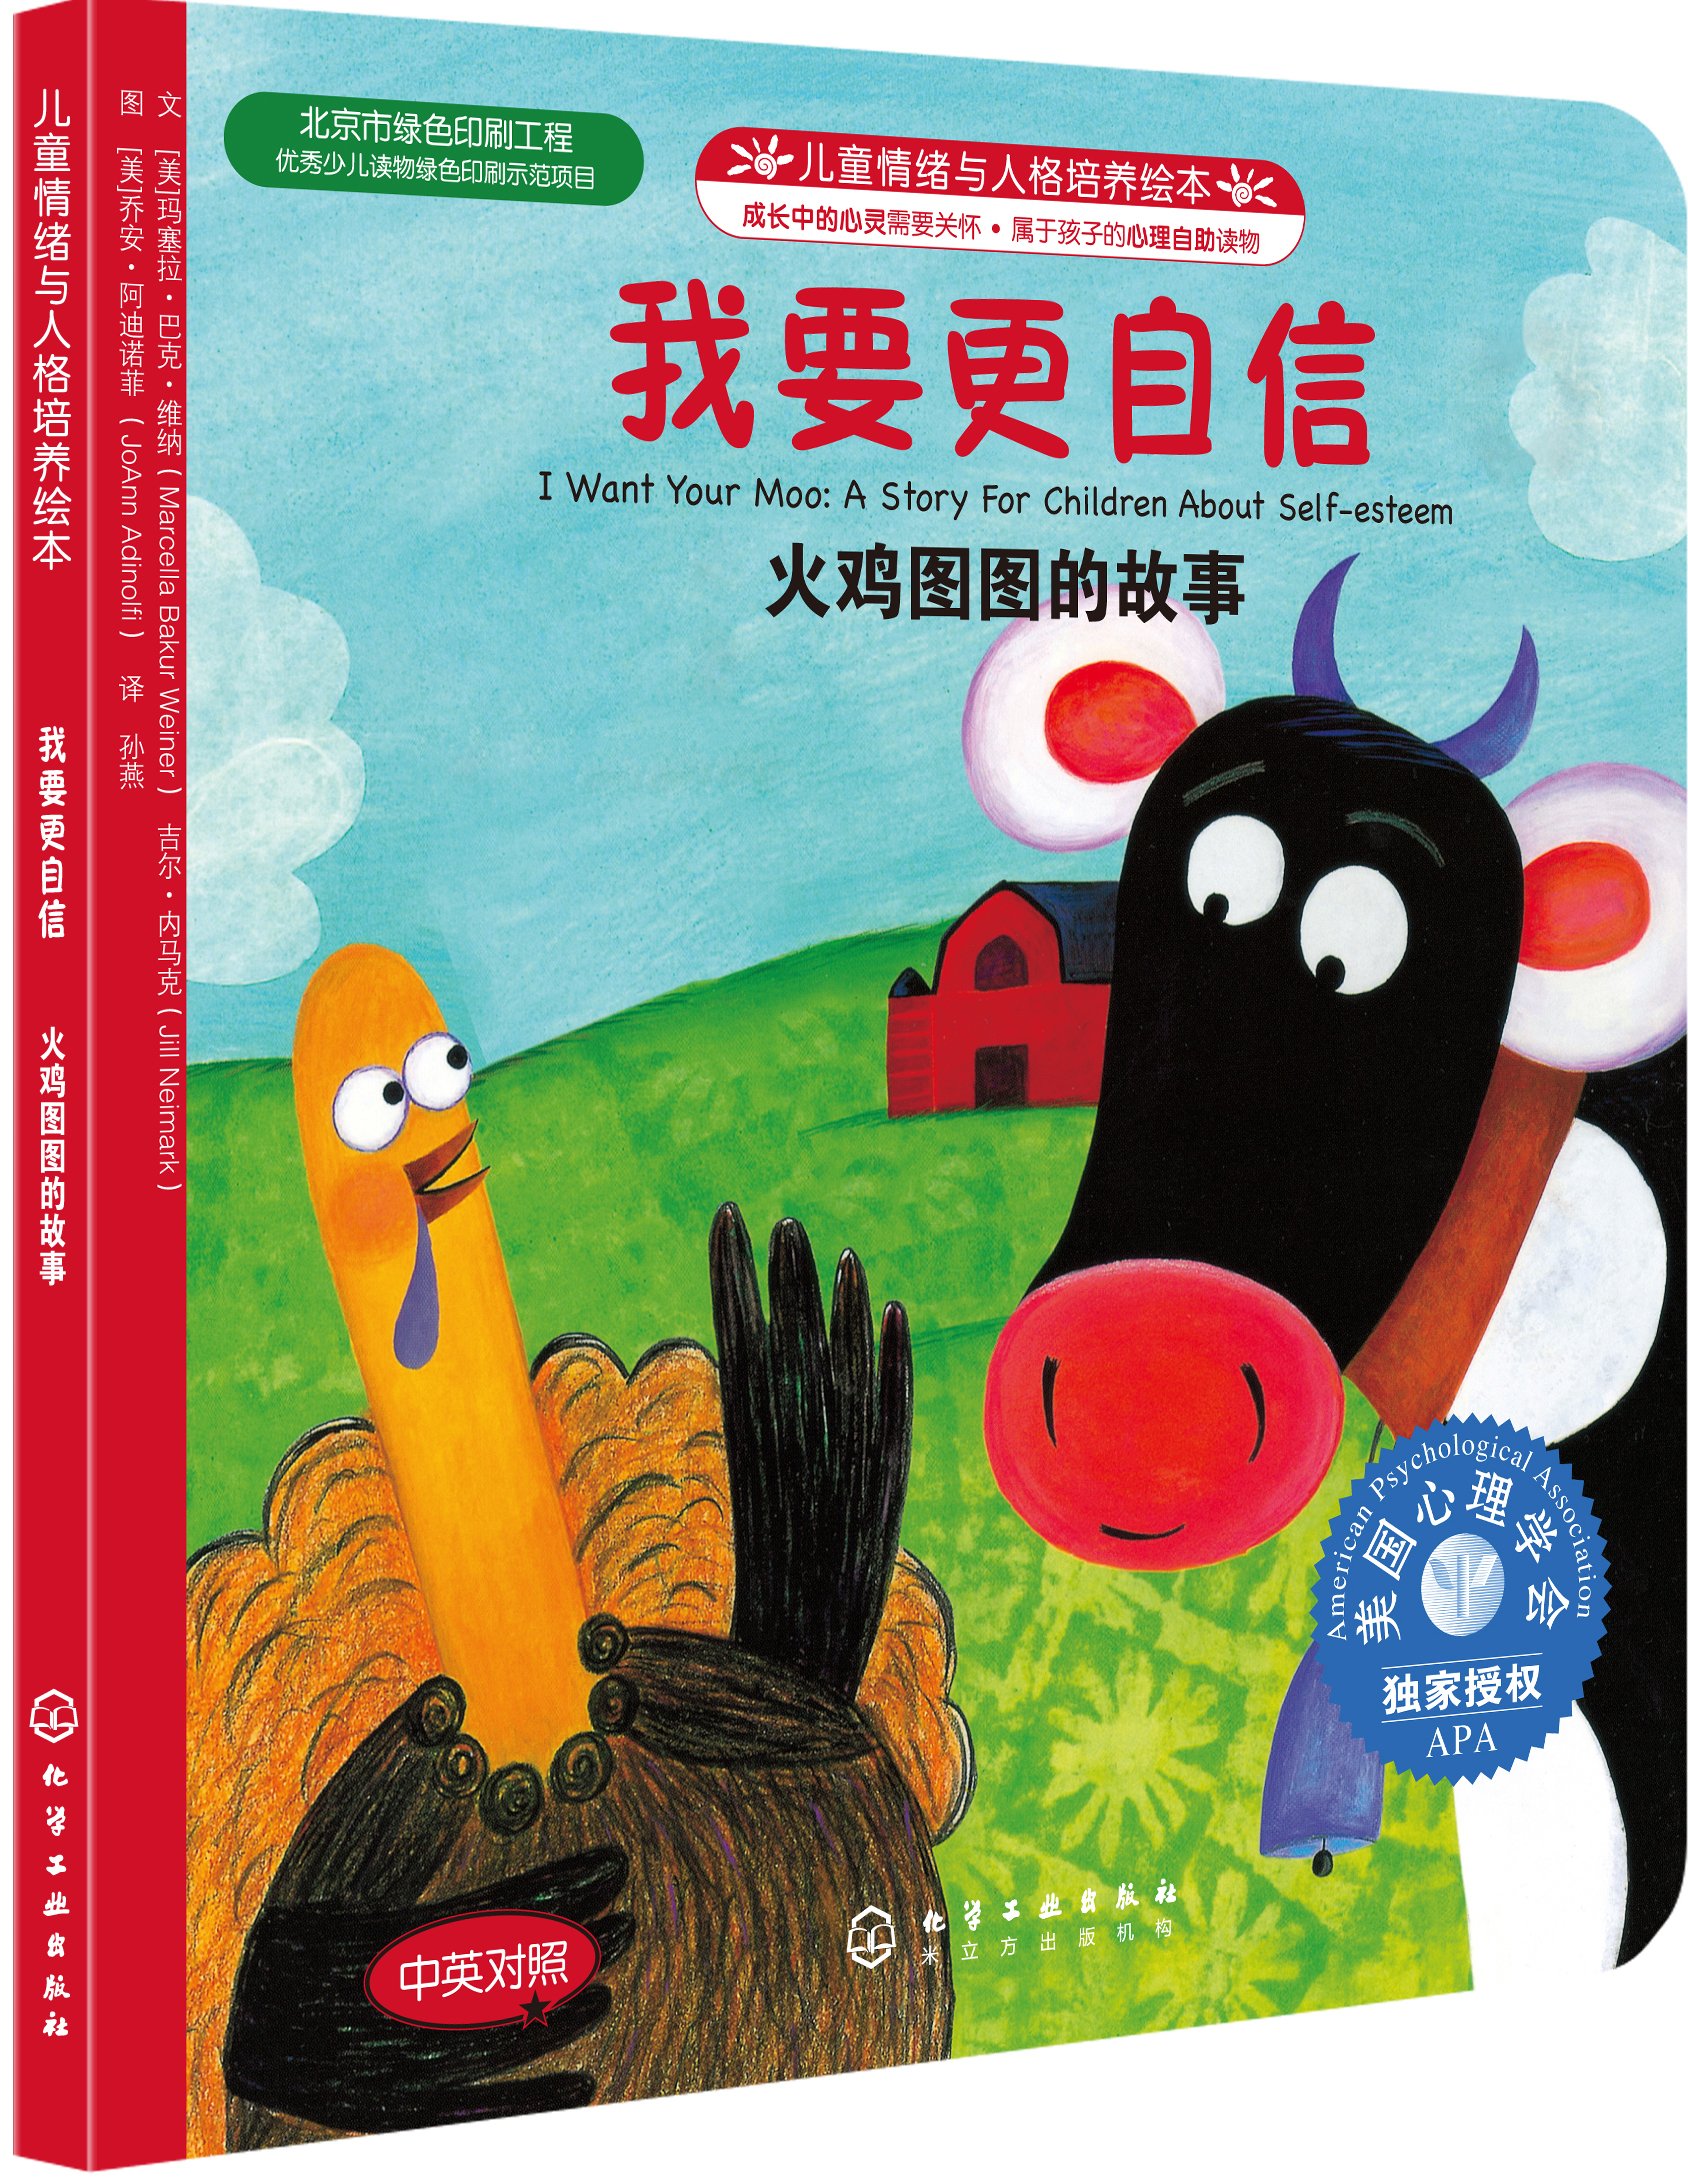 儿童情绪与人格培养绘本
我要更自信
火鸡图图的故事
化学工业出版社
文 [美]玛塞拉·巴克·维纳(Marcella Bakur Weiner) 吉尔·内马克(Jill Neimark)
图 [美]乔安·阿迪诺菲(JoAnn Adinolfi) 译 孙燕
北京市绿色印刷工程
优秀少儿读物绿色印刷示范项目
儿童情绪与人格培养绘本
成长中的心灵需要关怀·属于孩子的心理自助读物
我要更自信
I Want Your Moo: A Story For Children About Self-esteem
火鸡图图的故事
American Psychological Association
美国心理学会
独家授权
APA
中英对照
化学工业出版社
米立方出版机构